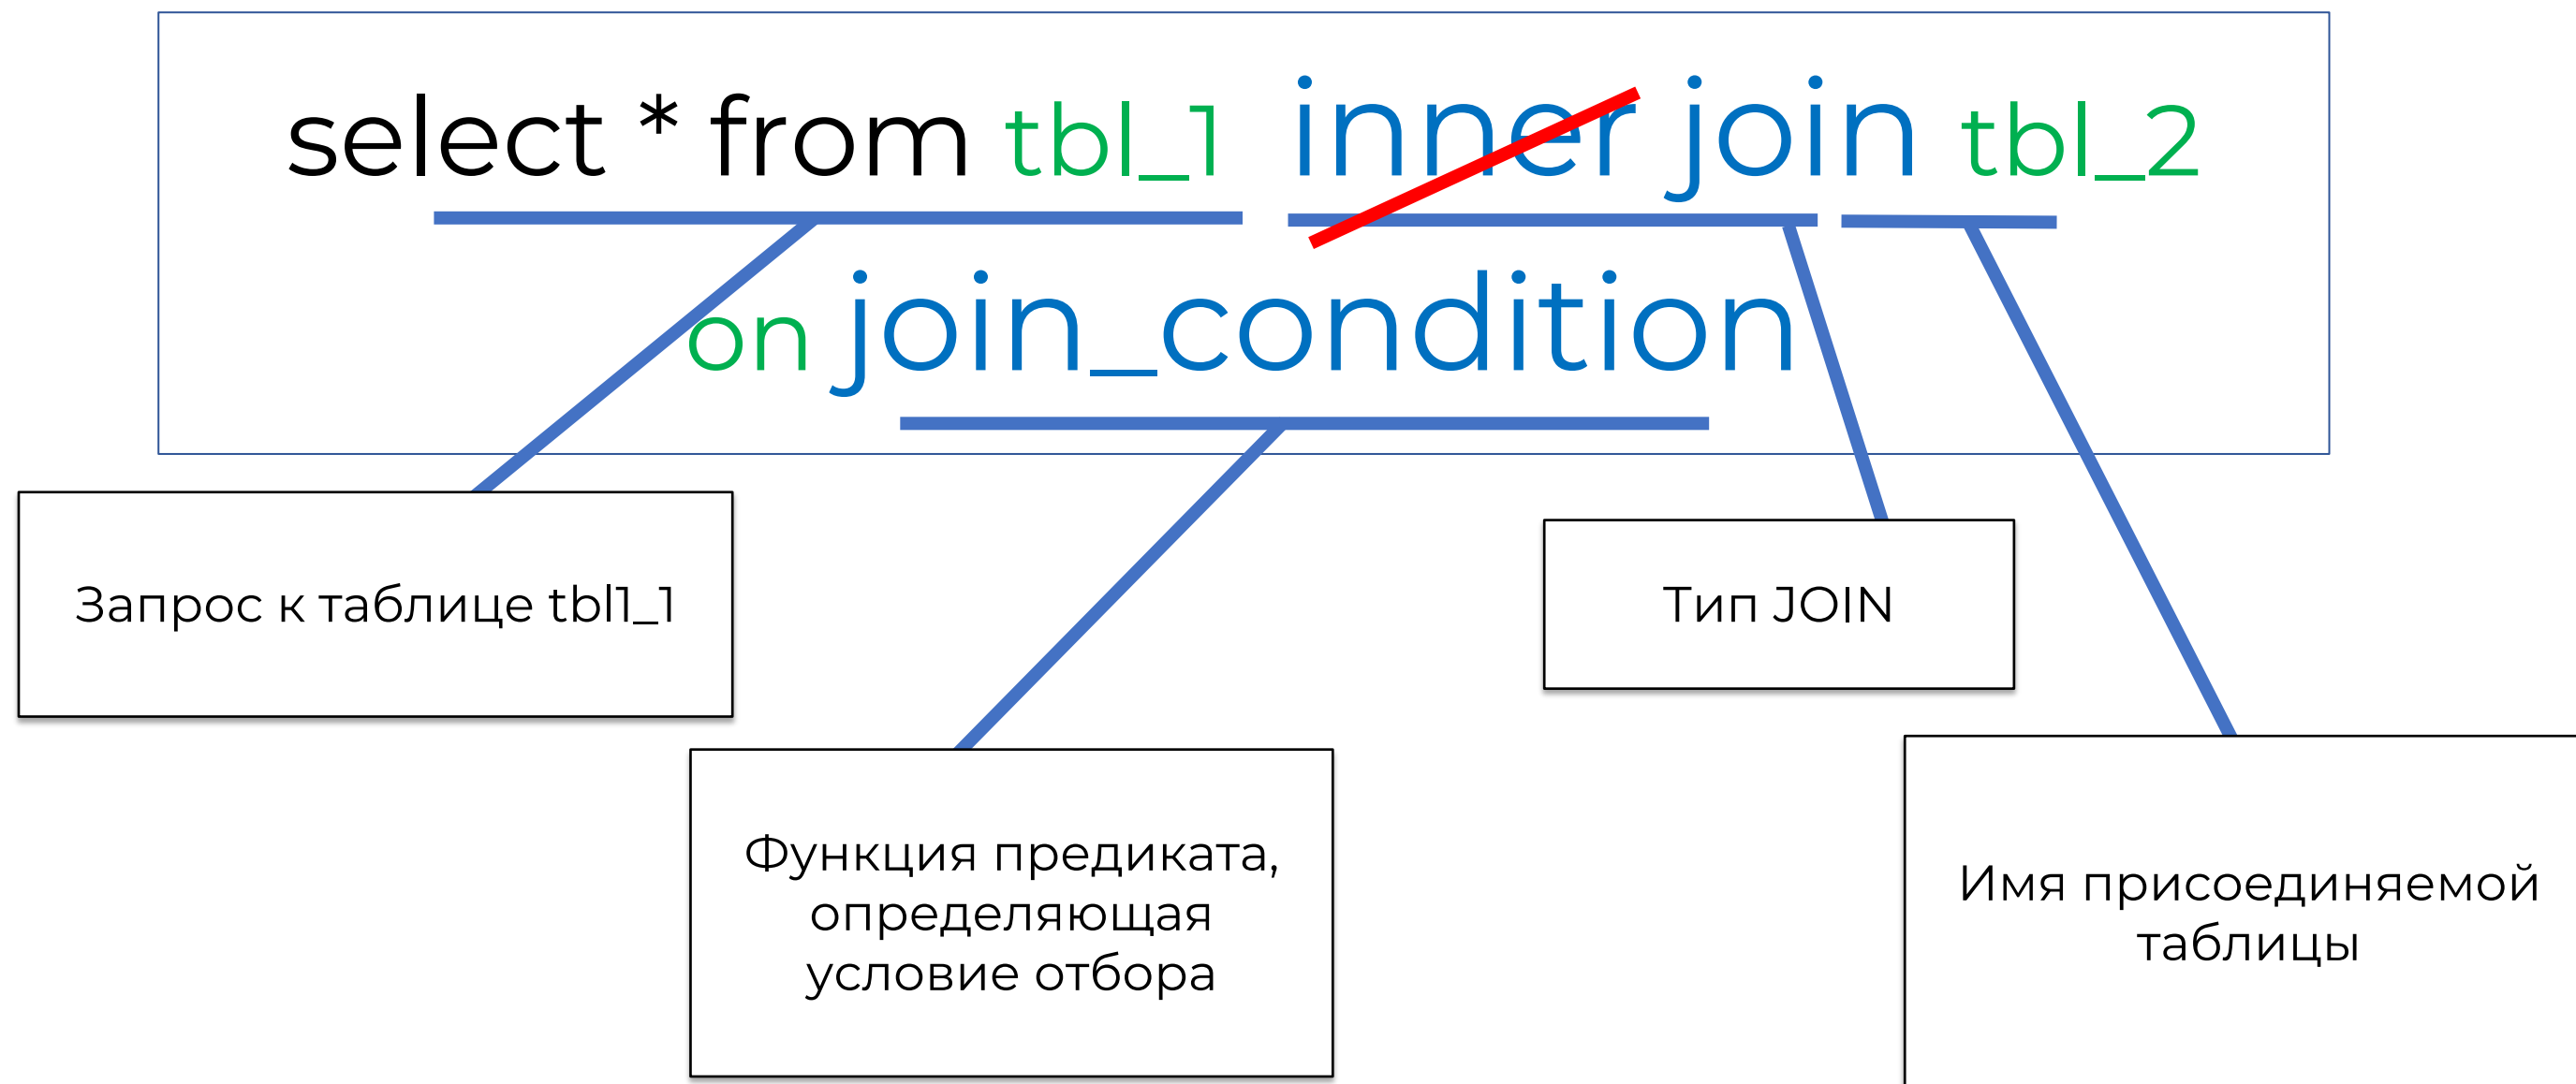 select * from tbl_1 inner join tbl_2
on join_condition
Запрос к таблице tbl1_1
Тип JOIN
Функция предиката,
определяющая
условие отбора
Имя присоединяемой
таблицы